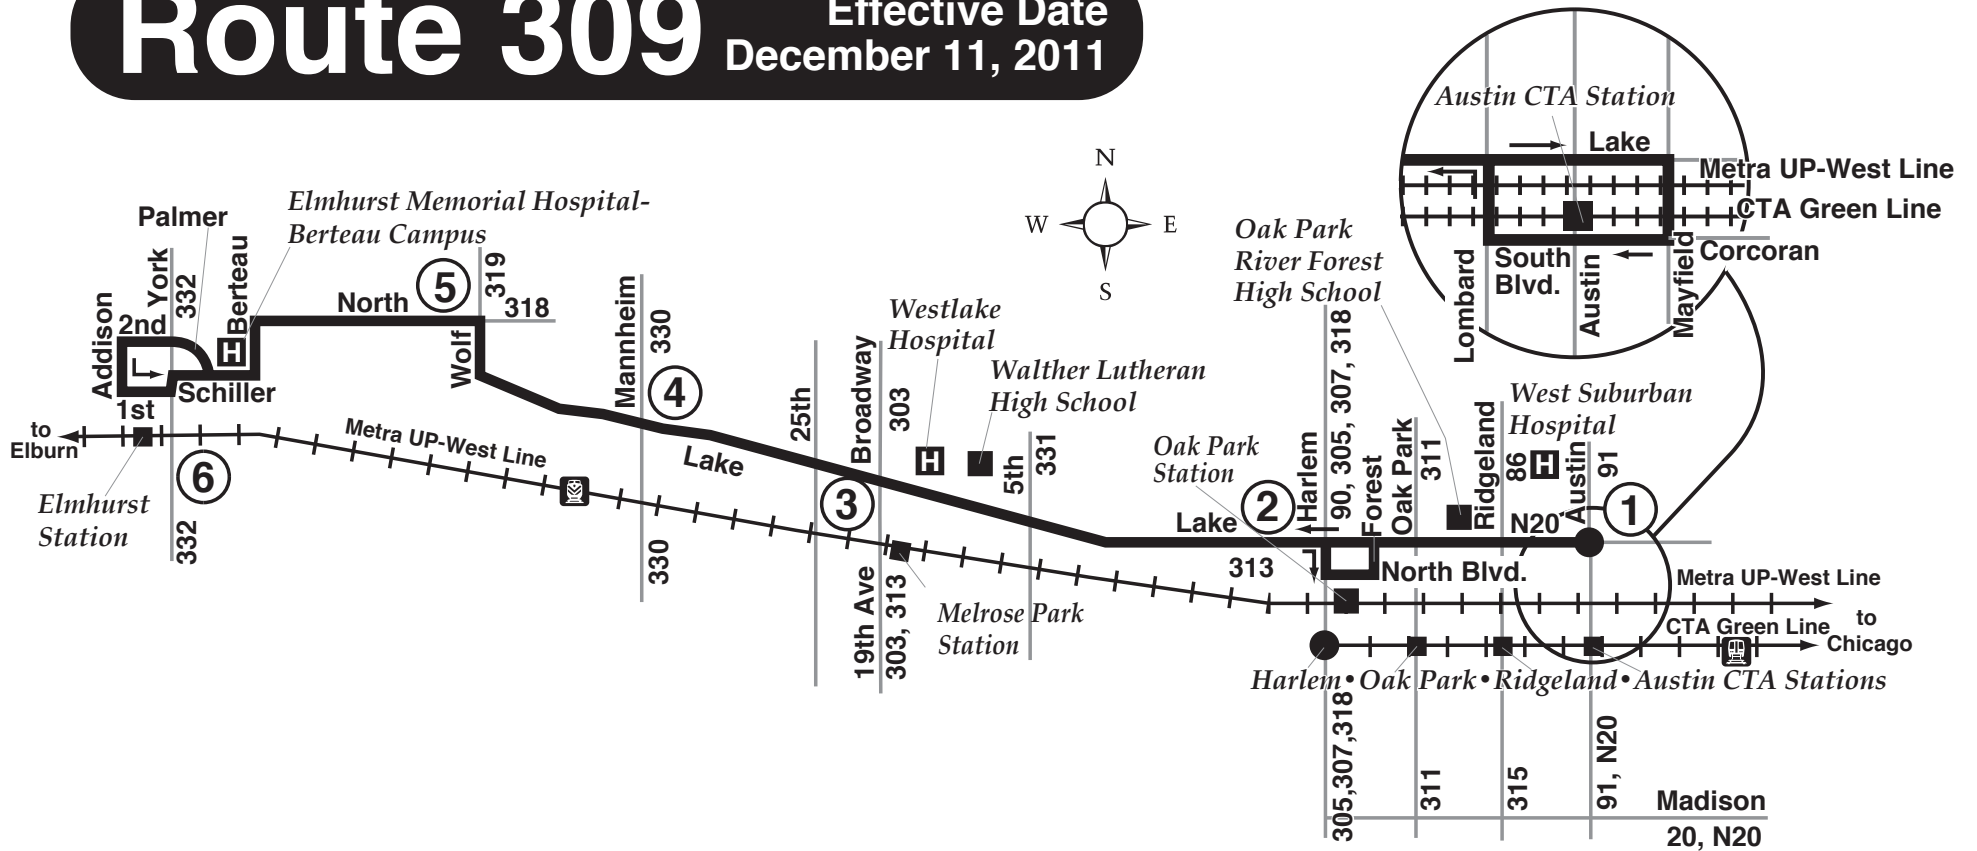 Route 309
Effective Date
December 11, 2011
Austin CTA Station
Lake
Metra UP-West Line
CTA Green Line
Corcoran
South
Blvd.
Lombard
Austin
Mayfield
N
W
E
S
Elmhurst Memorial Hospital-
Berteau Campus
Palmer
Addison
York
332
2nd
H
Berteau
Schiller
1st
to
Elburn
Elmhurst
Station
6
332
North
5
319
318
Wolf
Metra UP-West Line
Mannheim
330
4
330
Lake
25th
Broadway
303
3
19th Ave
303, 313
Westlake
Hospital
H
Walther Lutheran
High School
5th
331
Melrose Park
Station
Oak Park
River Forest
High School
Oak Park
Station
Lake
2
313
Harlem
90, 305, 307, 318
Forest
Oak Park
311
Ridgeland
86
West Suburban
Hospital
H
Austin
91
N20
1
North Blvd.
Metra UP-West Line
CTA Green Line
to
Chicago
Harlem•Oak Park•Ridgeland•Austin CTA Stations
305,307,318
311
315
91, N20
Madison
20, N20